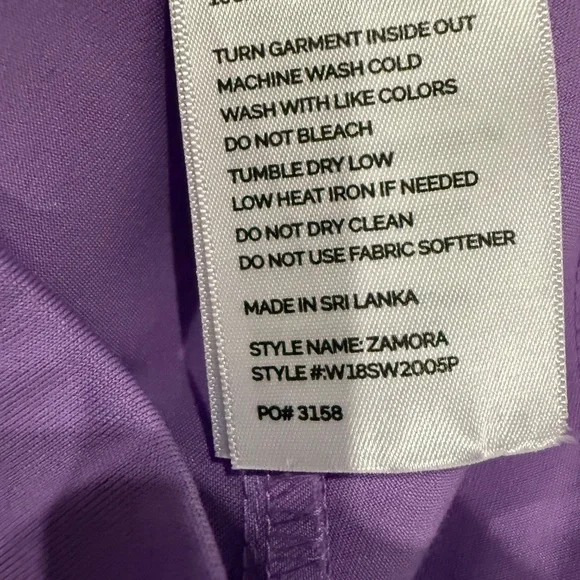 TURN GARMENT INSIDE OUT
MACHINE WASH COLD
WASH WITH LIKE COLORS
DO NOT BLEACH
TUMBLE DRY LOW
LOW HEAT IRON IF NEEDED
DO NOT DRY CLEAN
DO NOT USE FABRIC SOFTENER
MADE IN SRI LANKA
STYLE NAME: ZAMORA
STYLE #:W18SW2005P
PO# 3158